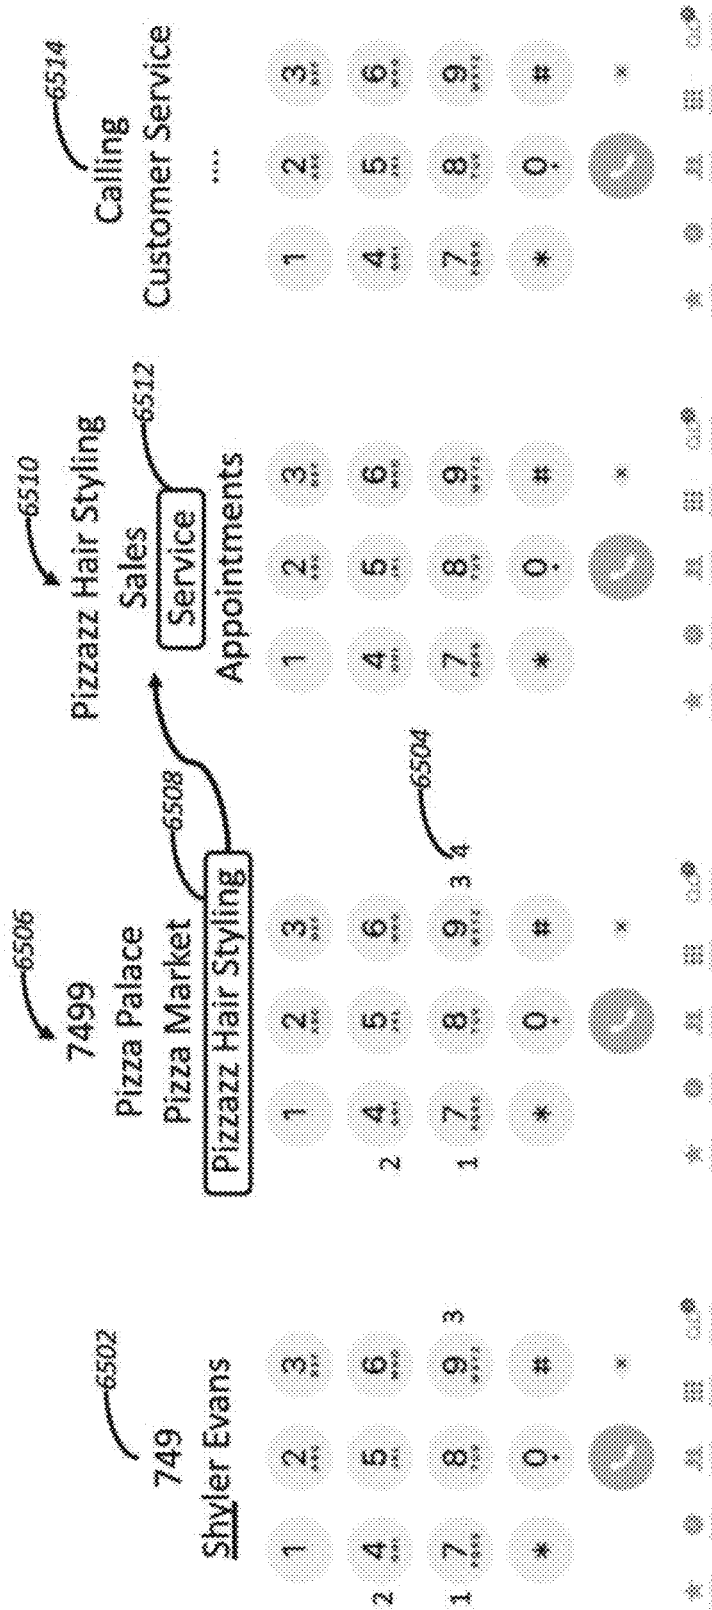 6502
749
Shyler Evans
1 2 3
2 4 5 6
1 7 8 9 3
* 0 #
×
6506
7499
Pizza Palace
Pizza Market
6508
Pizzazz Hair Styling
1 2 3
2 4 5 6
1 7 8 9 3 4
6504
* 0 #
×
6510
Pizzazz Hair Styling
Sales
6512
Service
Appointments
1 2 3
4 5 6
7 8 9
* 0 #
×
6514
Calling
Customer Service
....
1 2 3
4 5 6
7 8 9
* 0 #
×